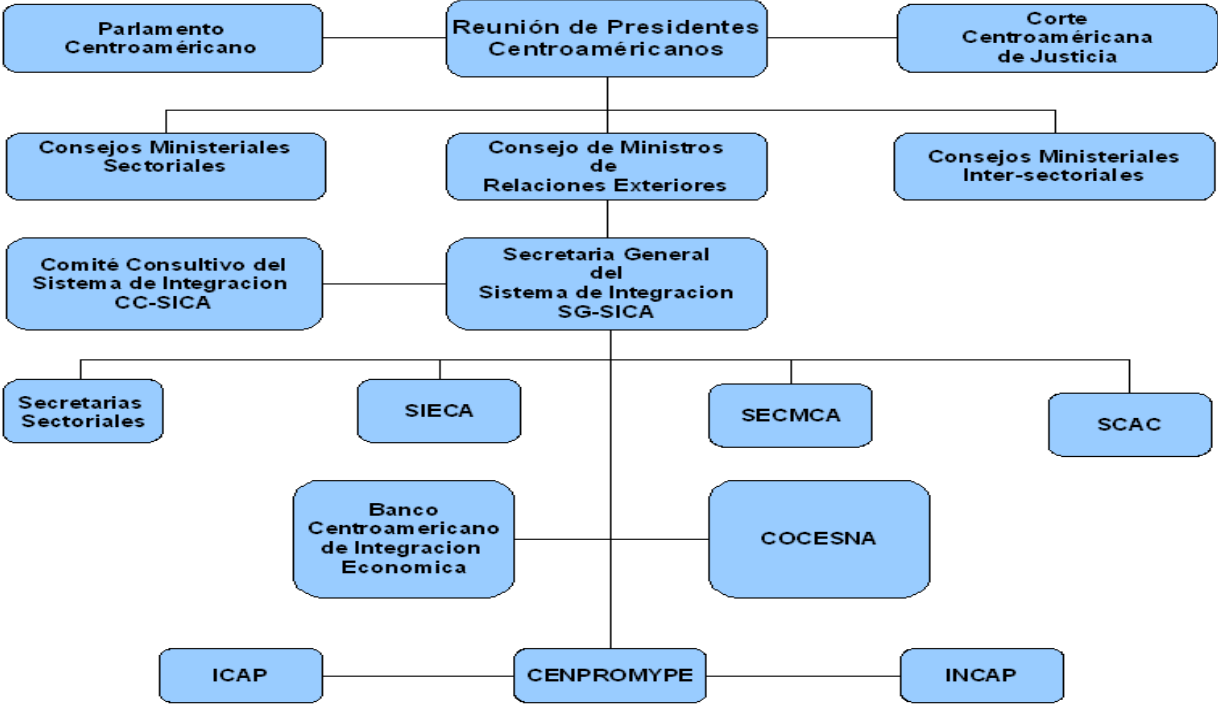 Parlamento
Centroaméricano
Reunión de Presidentes
Centroaméricanos
Corte
Centroaméricana
de Justicia
Consejos Ministeriales
Sectoriales
Consejo de Ministros
de
Relaciones Exteriores
Consejos Ministeriales
Inter-sectoriales
Comité Consultivo del
Sistema de Integracion
CC-SICA
Secretaria General
del
Sistema de Integracion
SG-SICA
Secretarias
Sectoriales
SIECA
SECMCA
SCAC
Banco
Centroamericano
de Integracion
Economica
COCESNA
ICAP
CENPROMYPE
INCAP